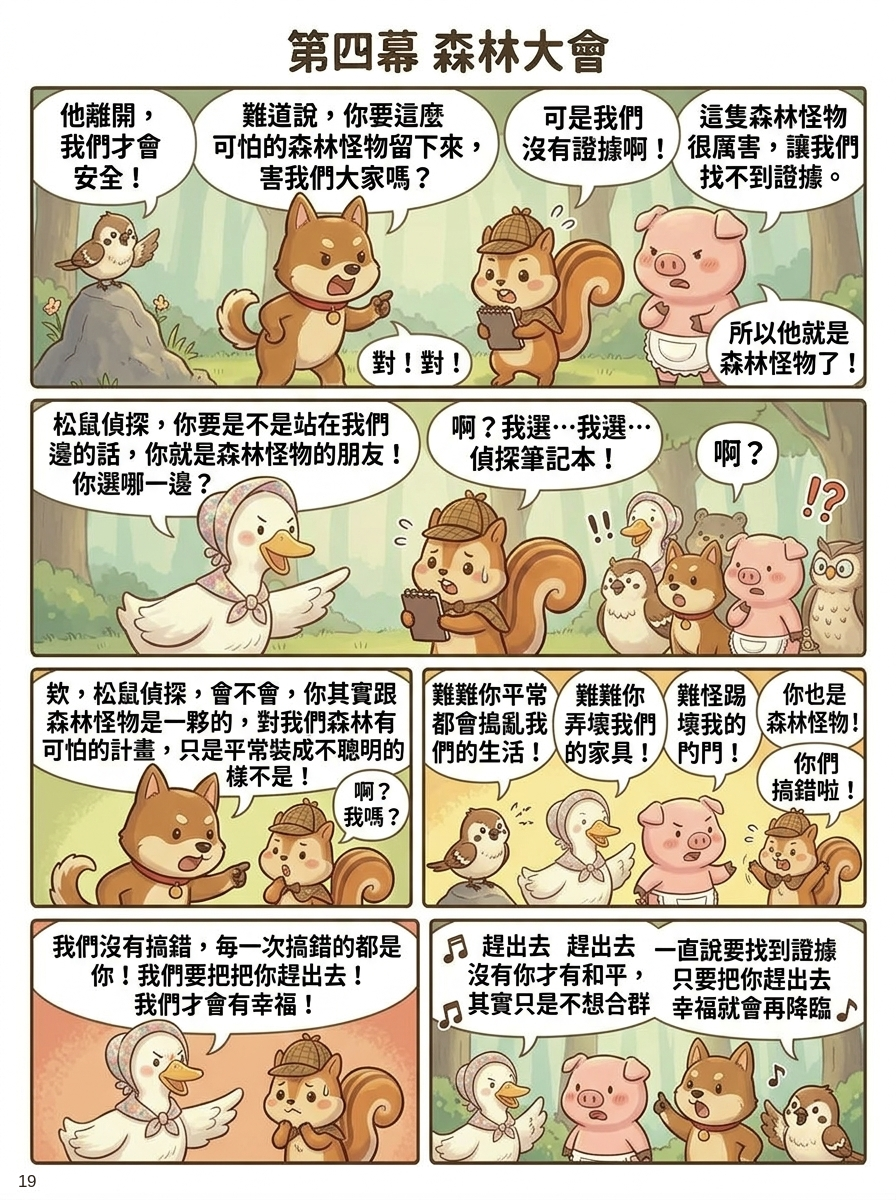 第四幕 森林大會
他離開，
我們才會
安全！
難道說，你要這麼
可怕的森林怪物留下來，
害我們大家嗎？
對！對！
可是我們
沒有證據啊！
這隻森林怪物
很厲害，讓我們
找不到證據。
所以他就是
森林怪物了！
松鼠偵探，你要是不是站在我們
邊的話，你就是森林怪物的朋友！
你選哪一邊？
啊？我選…我選…
偵探筆記本！
啊？
!!
!?
欸，松鼠偵探，會不會，你其實跟
森林怪物是一夥的，對我們森林有
可怕的計畫，只是平常裝成不聰明的
樣不是！
啊？
我嗎？
難難你平常
都會搗亂我
們的生活！
難難你
弄壞我們
的家具！
難怪踢
壞我的
門！
你也是
森林怪物！
你們
搞錯啦！
我們沒有搞錯，每一次搞錯的都是
你！我們要把把你趕出去！
我們才會有幸福！
趕出去 趕出去
沒有你才有和平，
其實只是不想合群
一直說要找到證據
只要把你趕出去
幸福就會再降臨
19